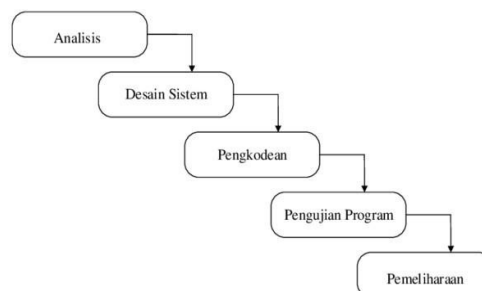 Analisis
Desain Sistem
Pengkodean
Pengujian Program
Pemeliharaan